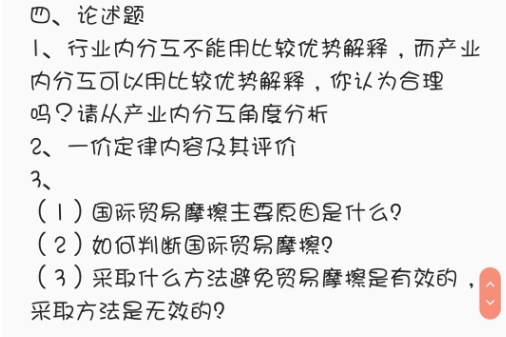 四、论述题
1、行业内分互不能用比较优势解释，而产业
内分互可以用比较优势解释，你认为合理
吗？请从产业内分互角度分析
2、一价定律内容及其评价
3、
（1）国际贸易摩擦主要原因是什么？
（2）如何判断国际贸易摩擦？
（3）采取什么方法避免贸易摩擦是有效的，
采取方法是无效的？